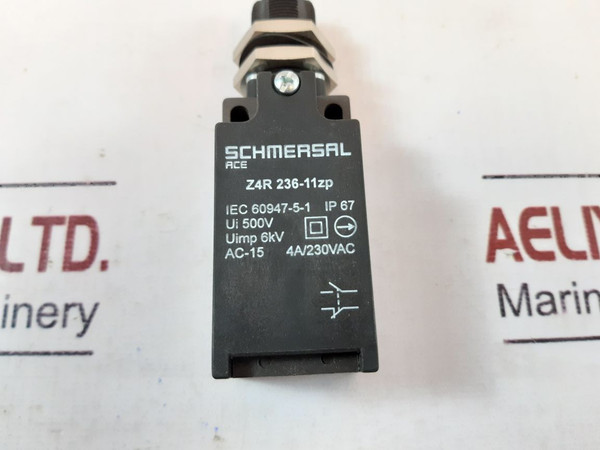 SCHMERSAL
ACE
Z4R 236-11zp
IEC 60947-5-1 IP 67
Ui 500V
Uimp 6kV
AC-15 4A/230VAC
LTD.
inery
AELI
Marin